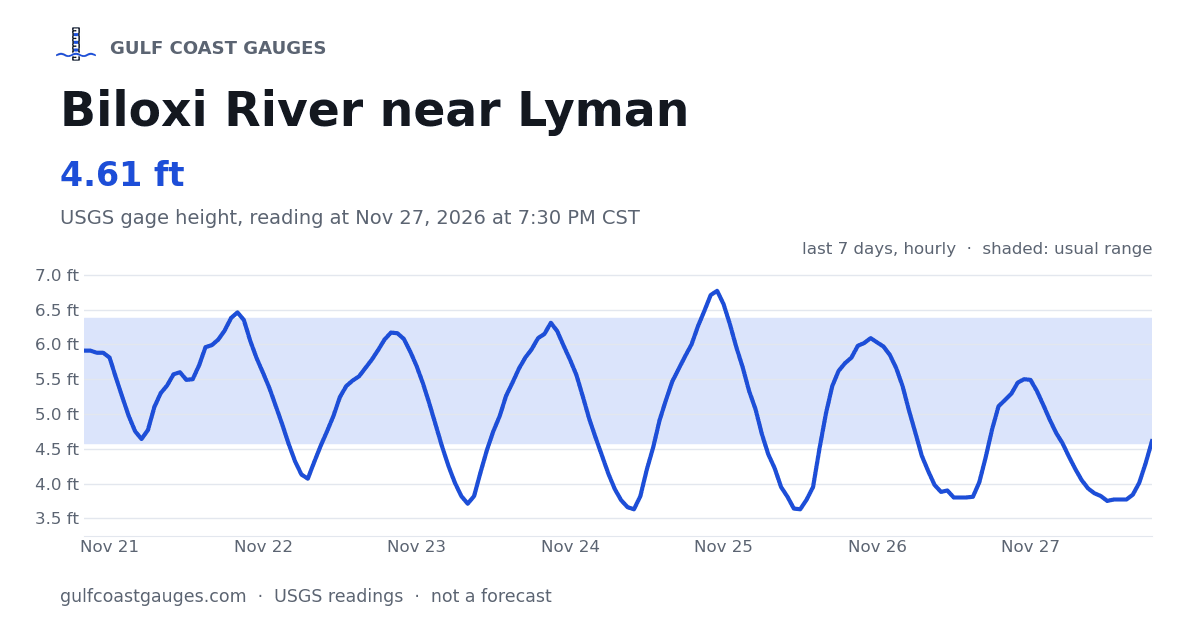 GULF COAST GAUGES
Biloxi River near Lyman
4.61 ft
USGS gage height, reading at Nov 27, 2026 at 7:30 PM CST
last 7 days, hourly · shaded: usual range
7.0 ft
6.5 ft
6.0 ft
5.5 ft
5.0 ft
4.5 ft
4.0 ft
3.5 ft
Nov 21 Nov 22 Nov 23 Nov 24 Nov 25 Nov 26 Nov 27
gulfcoastgauges.com · USGS readings · not a forecast